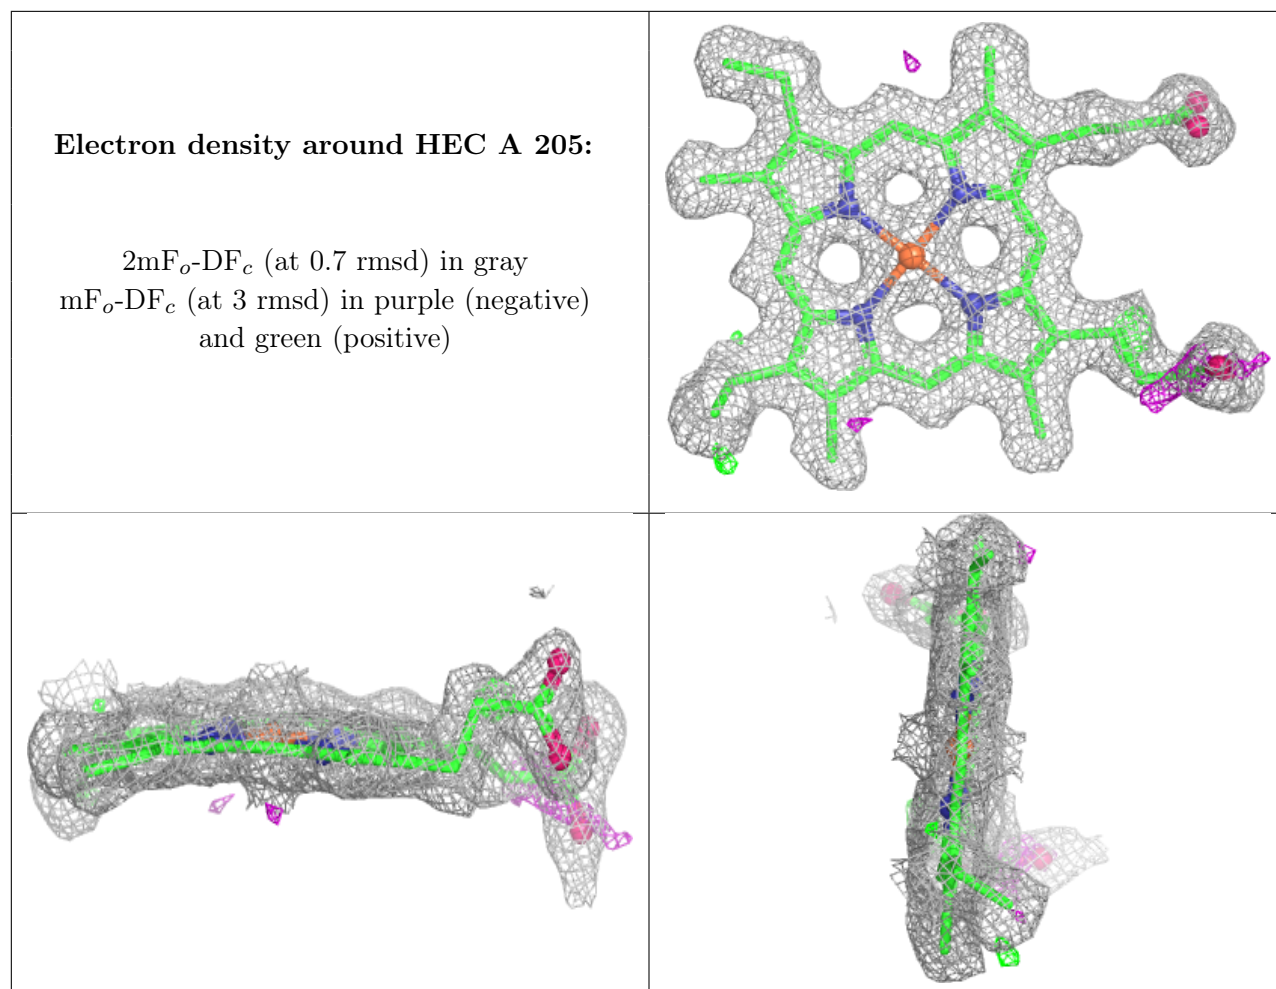 Electron density around HEC A 205:
2mFo-DFc (at 0.7 rmsd) in gray
mFo-DFc (at 3 rmsd) in purple (negative)
and green (positive)